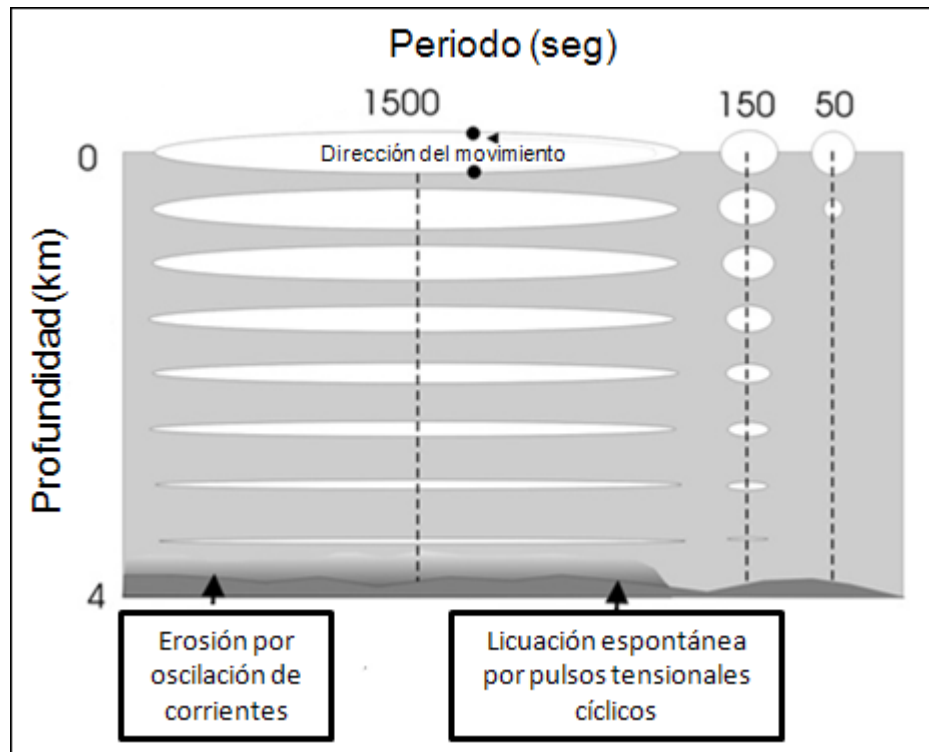 Periodo (seg)
1500 150 50
0
Dirección del movimiento
Profundidad (km)
4
Erosión por
oscilación de
corrientes
Licuación espontánea
por pulsos tensionales
cíclicos